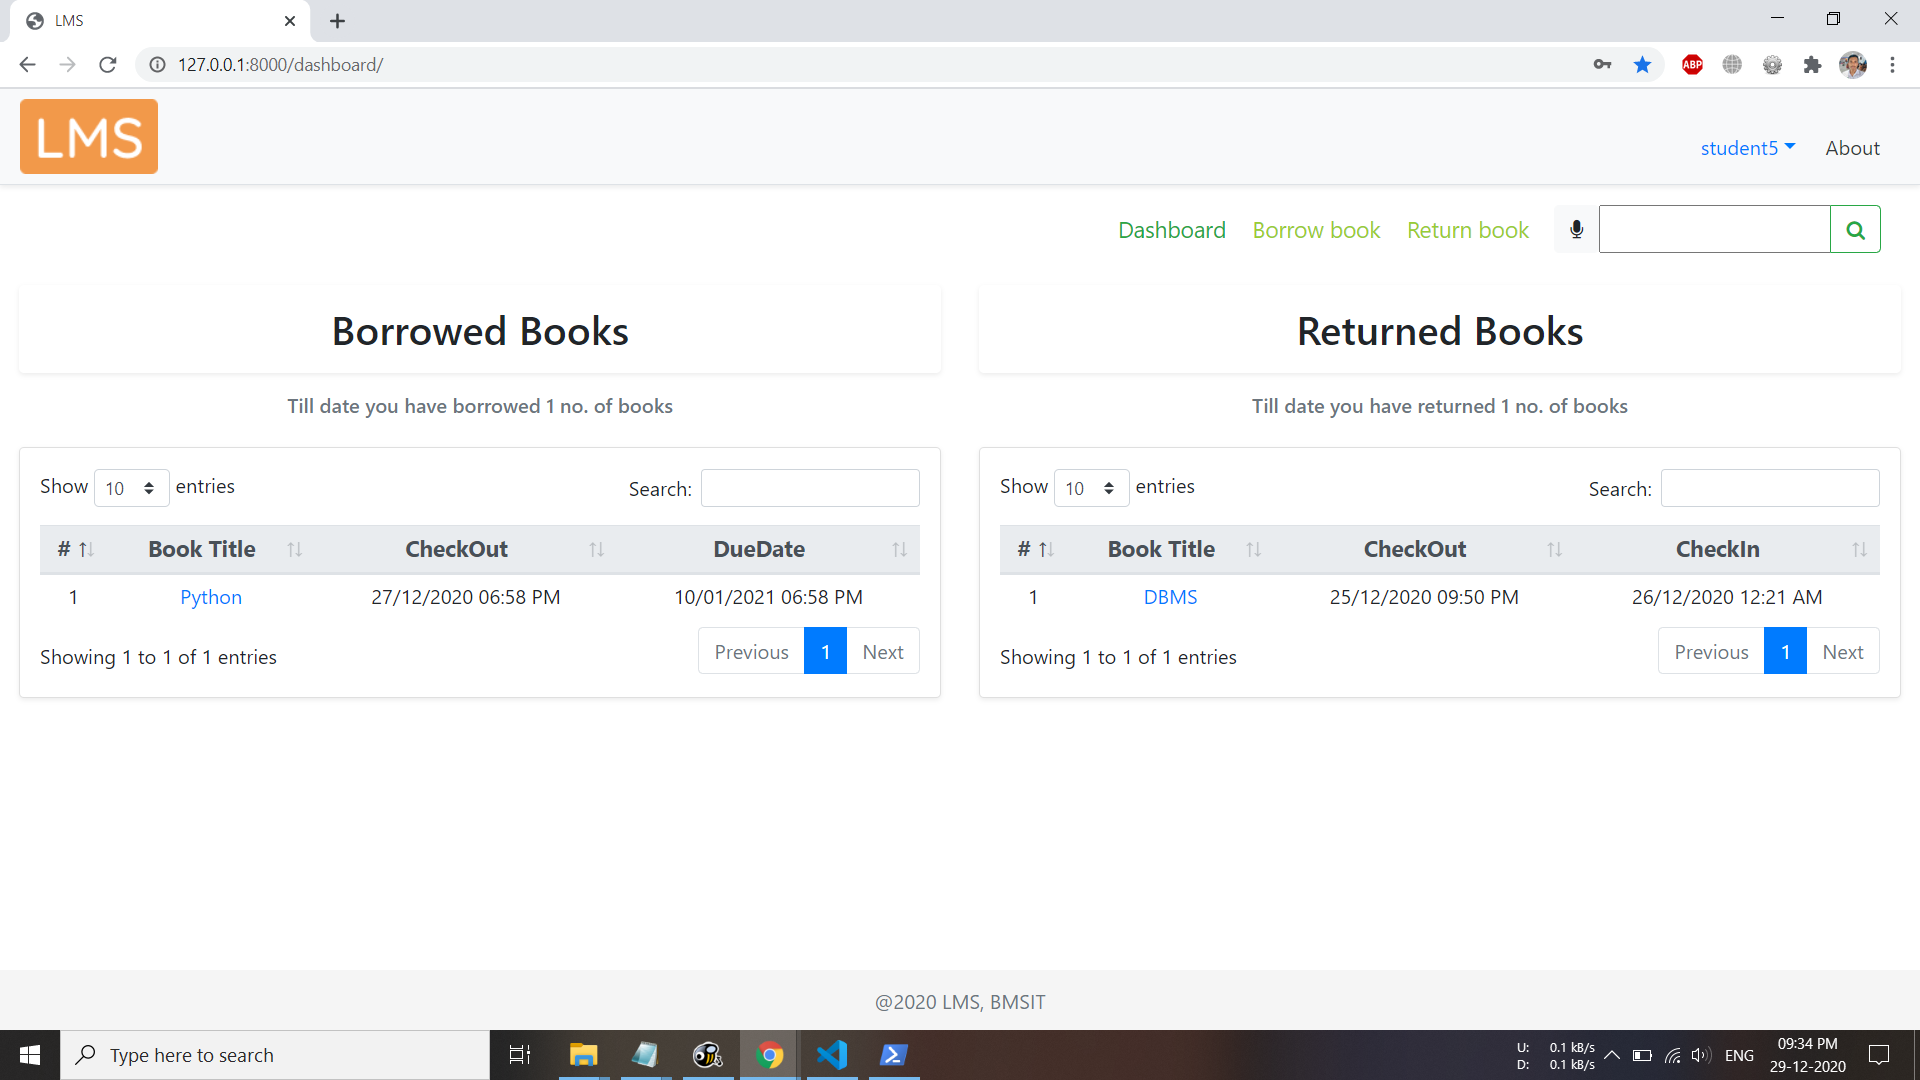 LMS
127.0.0.1:8000/dashboard/
ABP
LMS
student5 About
Dashboard Borrow book Return book
Borrowed Books
Till date you have borrowed 1 no. of books
Show 10 entries Search:
# Book Title CheckOut DueDate
1 Python 27/12/2020 06:58 PM 10/01/2021 06:58 PM
Showing 1 to 1 of 1 entries Previous 1 Next
Returned Books
Till date you have returned 1 no. of books
Show 10 entries Search:
# Book Title CheckOut CheckIn
1 DBMS 25/12/2020 09:50 PM 26/12/2020 12:21 AM
Showing 1 to 1 of 1 entries Previous 1 Next
@2020 LMS, BMSIT
Type here to search
U: 0.1 kB/s
D: 0.1 kB/s
ENG
09:34 PM
29-12-2020